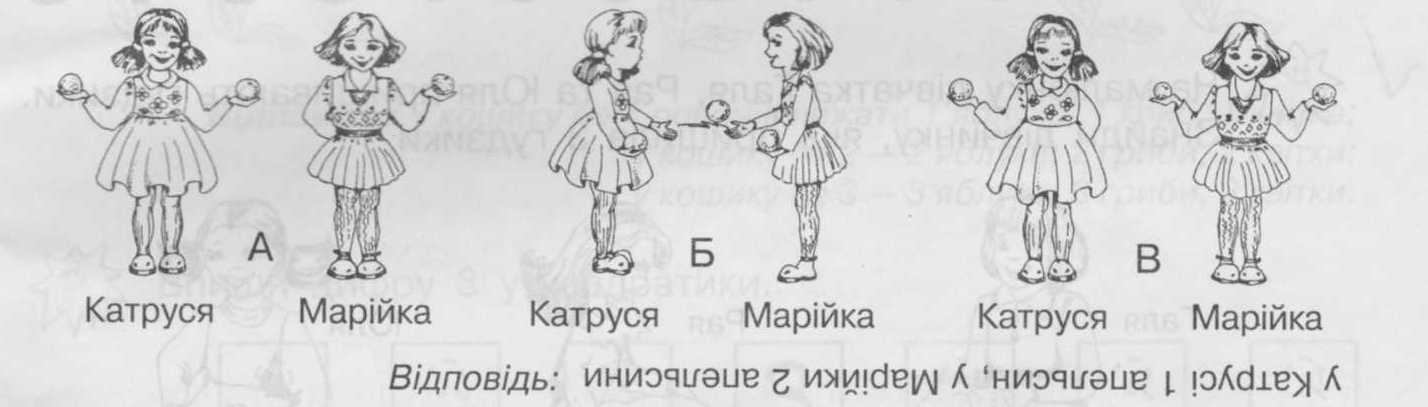 А Б В
Катруся Марійка Катруся Марійка Катруся Марійка
Відповідь: у Катрусі 1 апельсин, у Марійки 2 апельсини